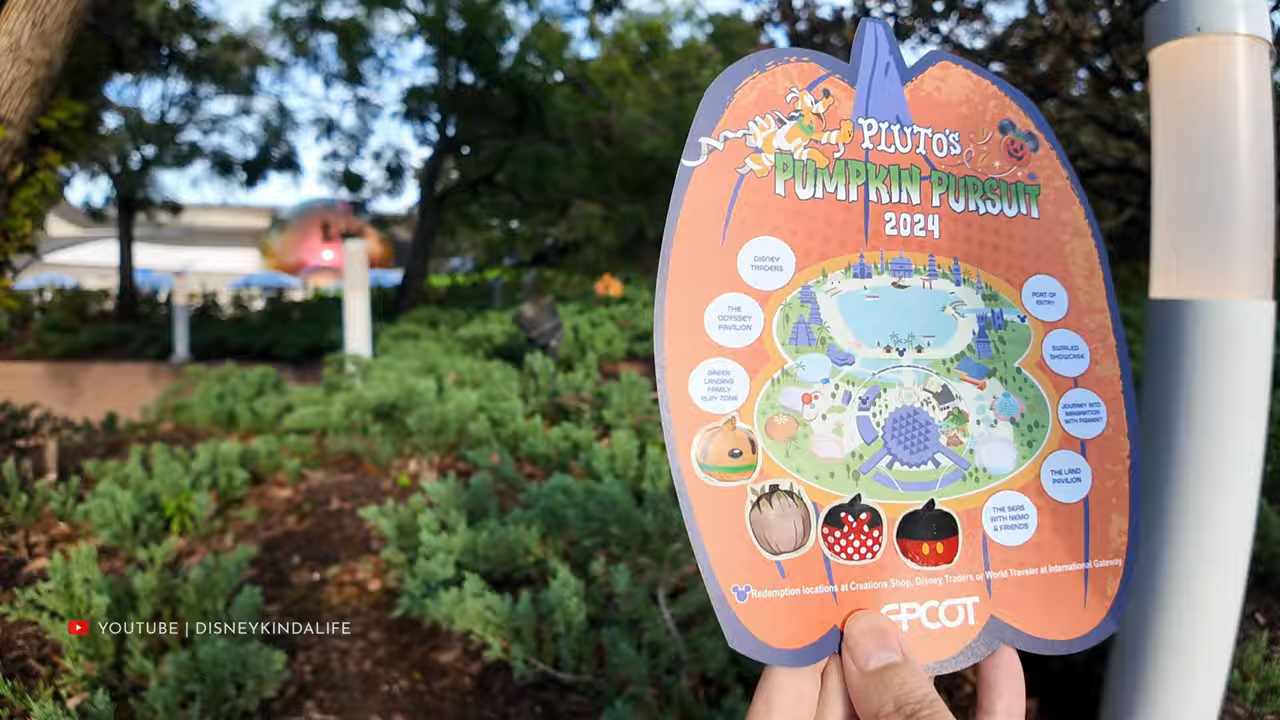 PLUTO'S
PUMPKIN PURSUIT
2024
DISNEY
TRADERS
THE
ODYSSEY
PAVILION
GREEN
LANDING
FAMILY
PLAY ZONE
PORT OF
ENTRY
SWIRLED
SHOWCASE
JOURNEY INTO
IMAGINATION
WITH FIGMENT
THE LAND
PAVILION
THE SEAS
WITH NEMO
& FRIENDS
Redemption locations at Creations Shop, Disney Traders or World Traveler at International Gateway
EPCOT
YOUTUBE | DISNEYKINDALIFE